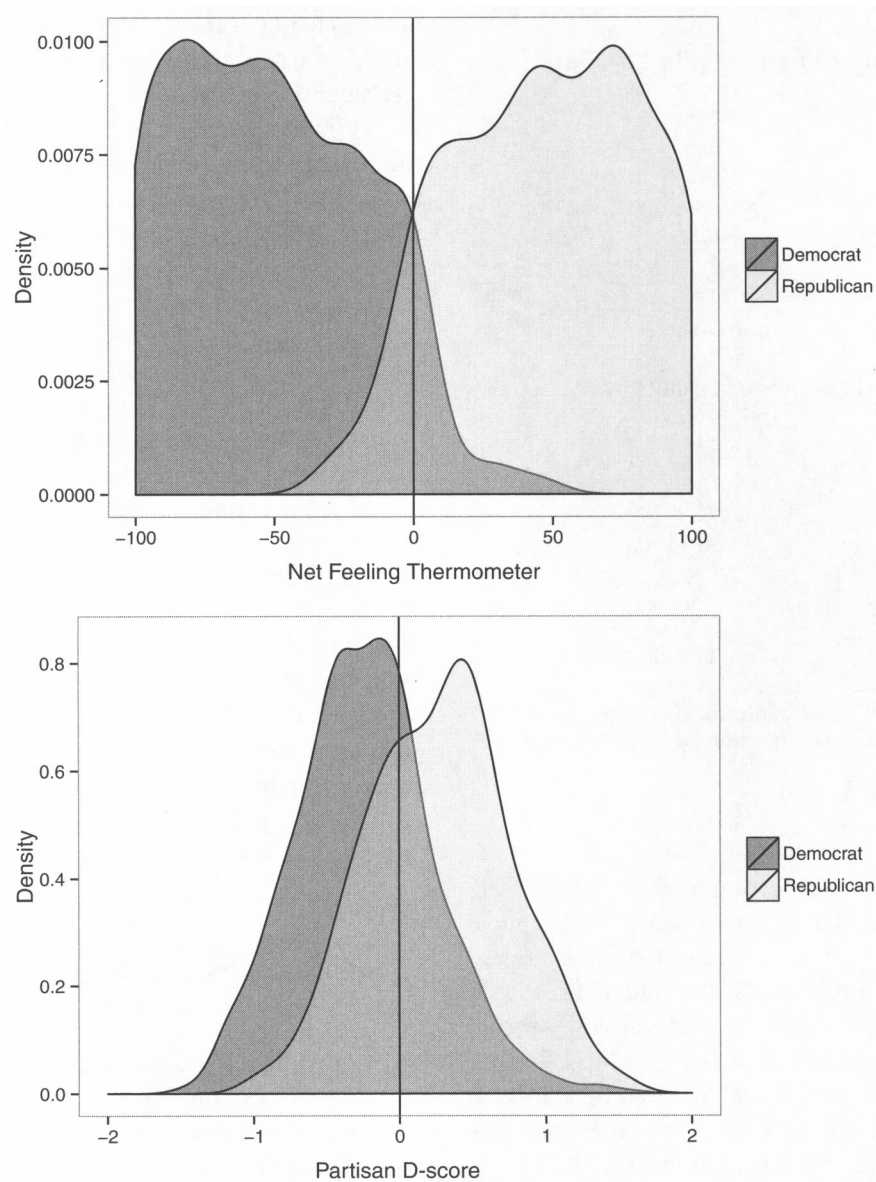 0.0100
0.0075
0.0050
0.0025
0.0000
Density
−100 −50 0 50 100
Net Feeling Thermometer
Democrat
Republican
0.8
0.6
0.4
0.2
0.0
Density
−2 −1 0 1 2
Partisan D-score
Democrat
Republican